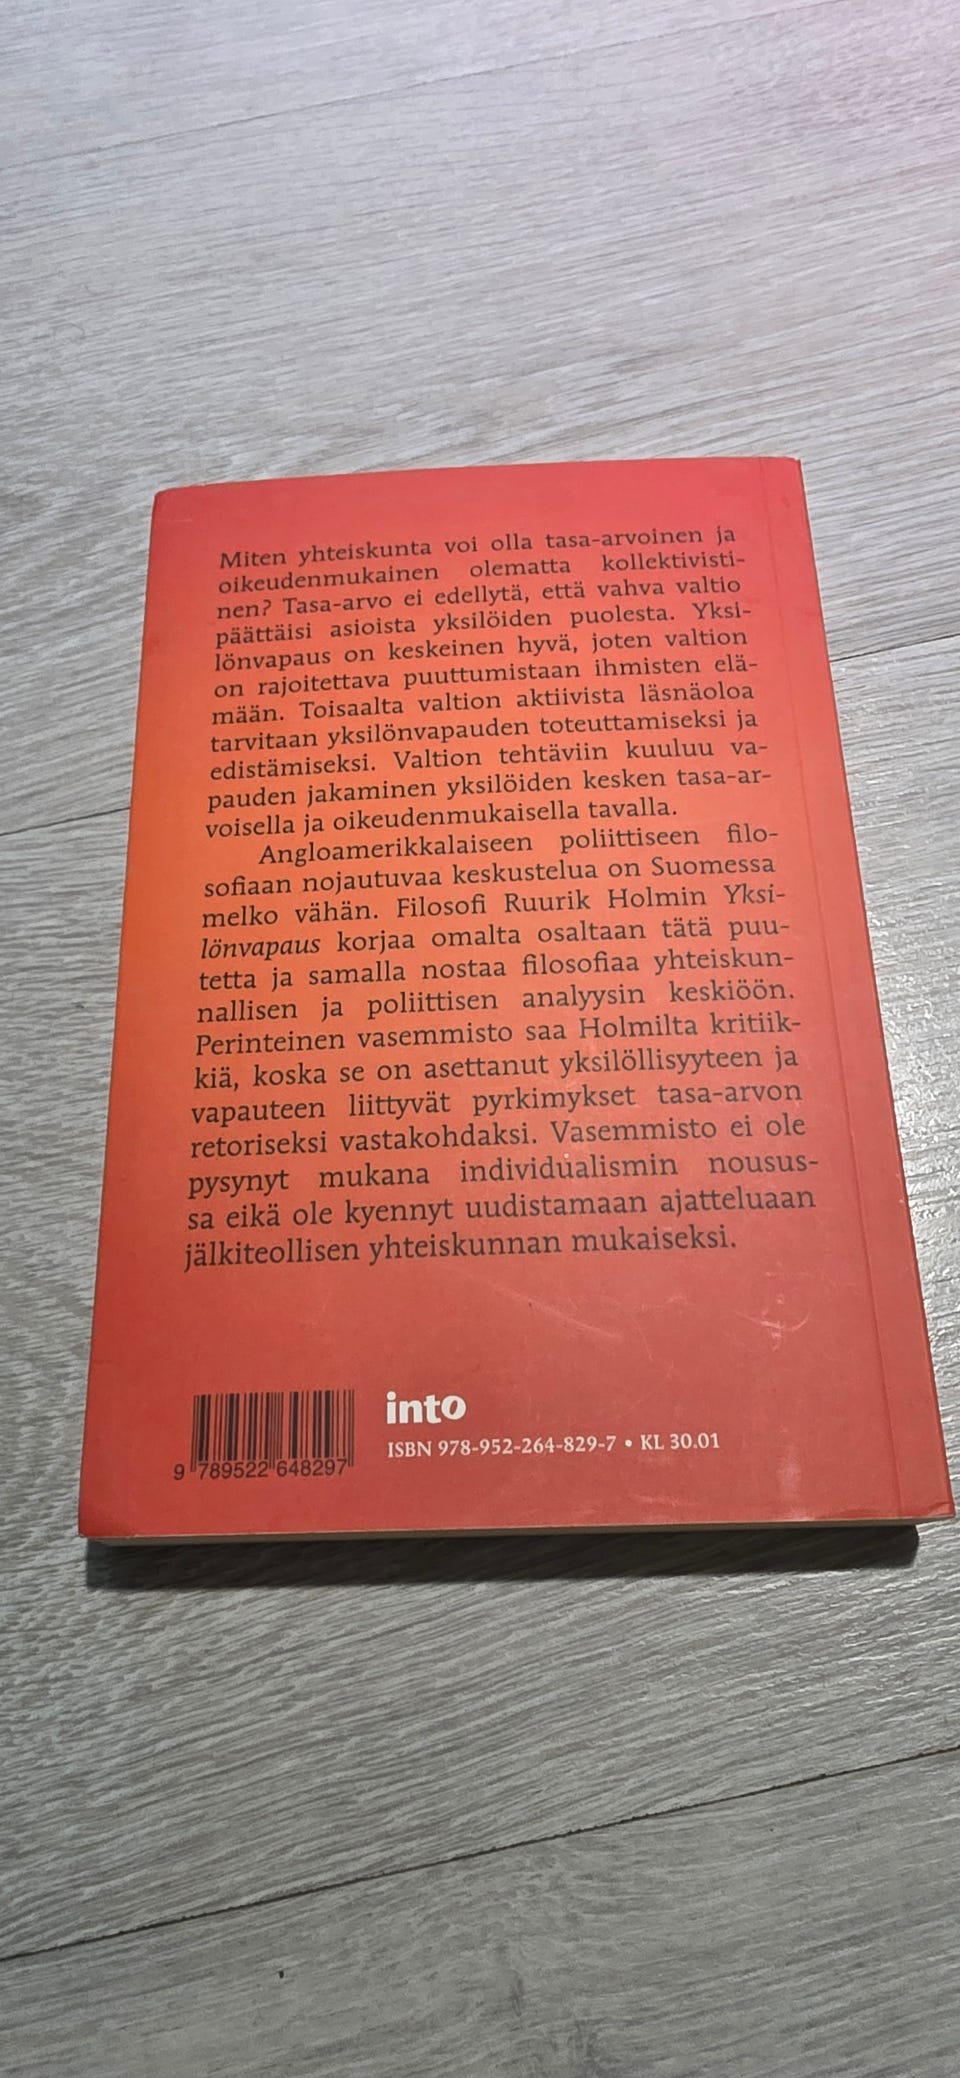 Miten yhteiskunta voi olla tasa-arvoinen ja
oikeudenmukainen olematta kollektivisti-
nen? Tasa-arvo ei edellytä, että vahva valtio
päättäisi asioista yksilöiden puolesta. Yksi-
lönvapaus on keskeinen hyvä, joten valtion
on rajoitettava puuttumistaan ihmisten elä-
mään. Toisaalta valtion aktiivista läsnäoloa
tarvitaan yksilönvapauden toteuttamiseksi ja
edistämiseksi. Valtion tehtäviin kuuluu va-
pauden jakaminen yksilöiden kesken tasa-ar-
voisella ja oikeudenmukaisella tavalla.
Angloamerikkalaiseen poliittiseen filo-
sofiaan nojautuvaa keskustelua on Suomessa
melko vähän. Filosofi Ruurik Holmin Yksi-
lönvapaus korjaa omalta osaltaan tätä puu-
tetta ja samalla nostaa filosofiaa yhteiskun-
nallisen ja poliittisen analyysin keskiöön.
Perinteinen vasemmisto saa Holmilta kritiik-
kiä, koska se on asettanut yksilöllisyyteen ja
vapauteen liittyvät pyrkimykset tasa-arvon
retoriseksi vastakohdaksi. Vasemmisto ei ole
pysynyt mukana individualismin nousus-
sa eikä ole kyennyt uudistamaan ajatteluaan
jälkiteollisen yhteiskunnan mukaiseksi.
into
ISBN 978-952-264-829-7 • KL 30.01
9 789522 648297